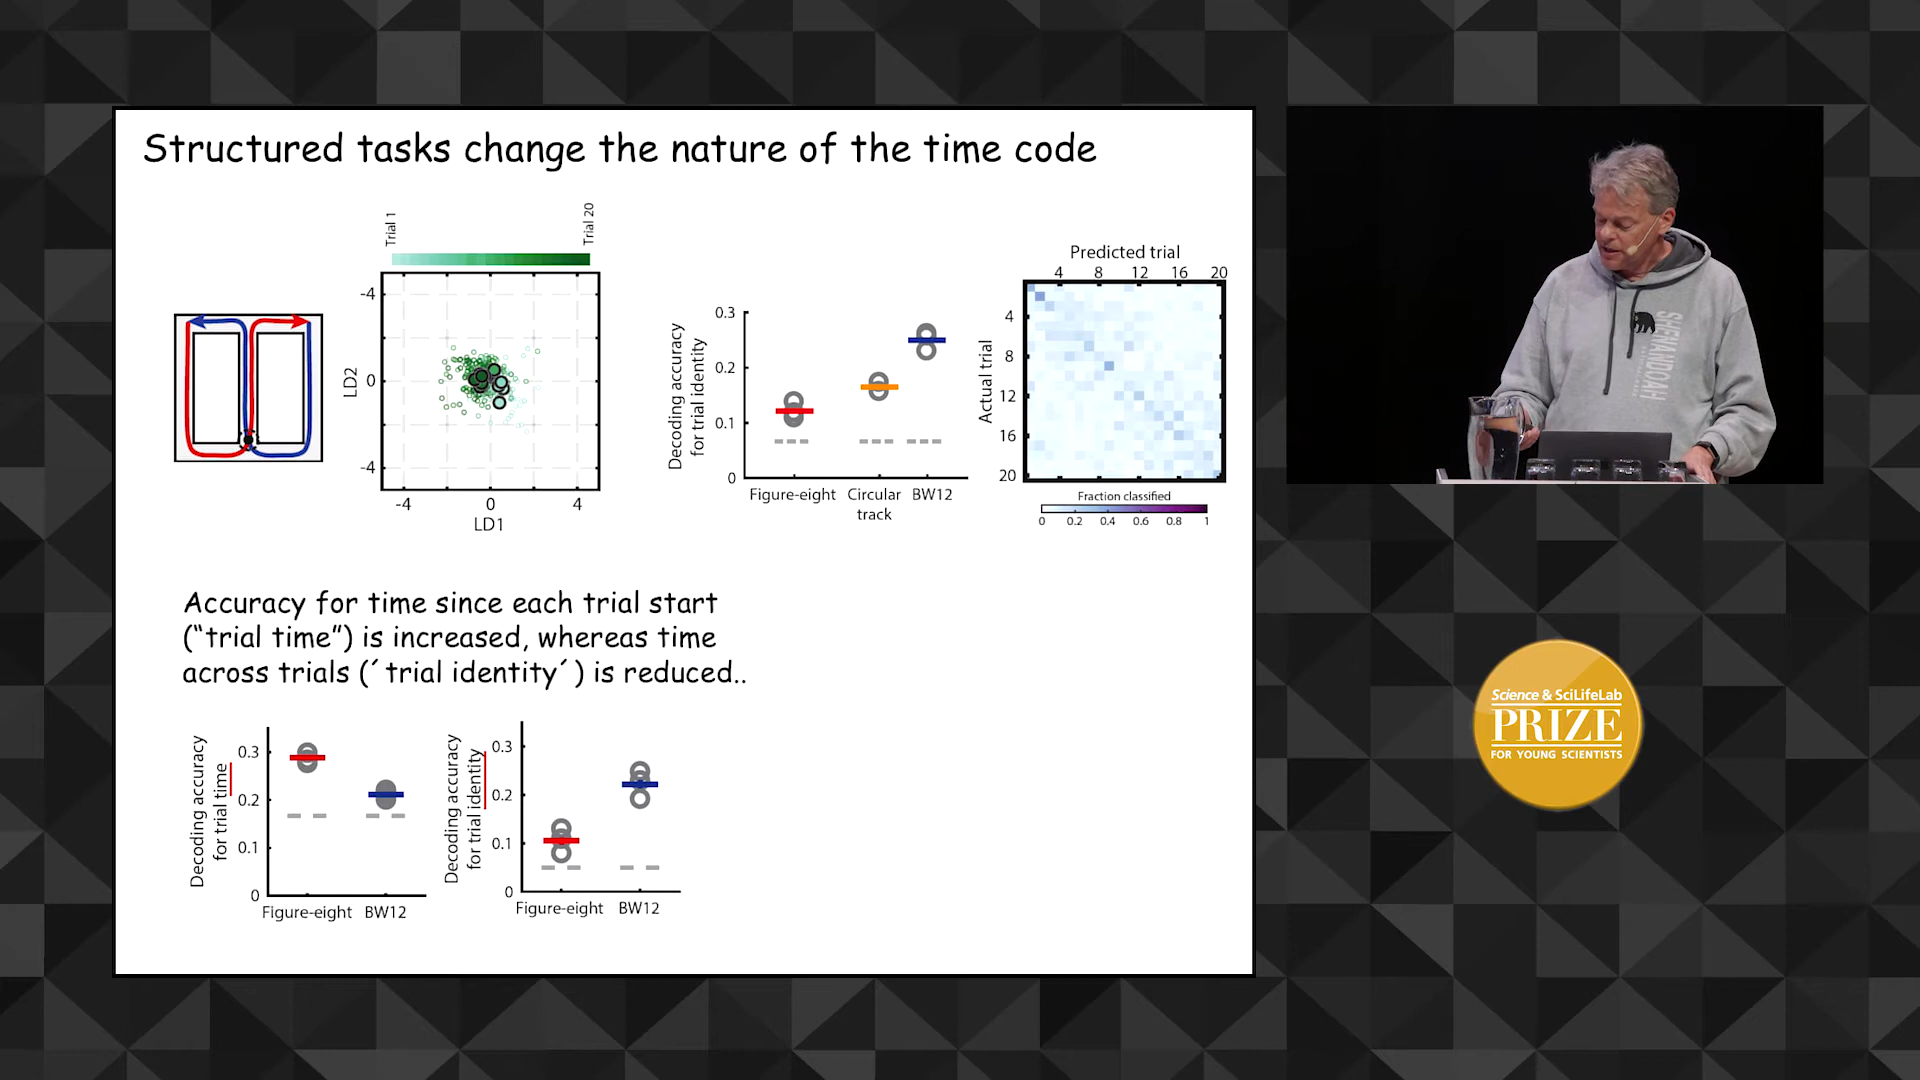 Structured tasks change the nature of the time code
Trial 1
Trial 20
-4
0
-4
LD2
-4
0
4
LD1
Decoding accuracy
for trial identity
0.3
0.2
0.1
0
Figure-eight
Circular
track
BW12
Predicted trial
4
8
12
16
20
Actual trial
4
8
12
16
20
Fraction classified
0
0.2
0.4
0.6
0.8
1
Accuracy for time since each trial start
(“trial time”) is increased, whereas time
across trials (´trial identity´) is reduced..
Decoding accuracy
for trial time
0.3
0.2
0.1
0
Figure-eight
BW12
Decoding accuracy
for trial identity
0.3
0.2
0.1
0
Figure-eight
BW12
SHENANDOAH
Science & SciLifeLab
PRIZE
FOR YOUNG SCIENTISTS